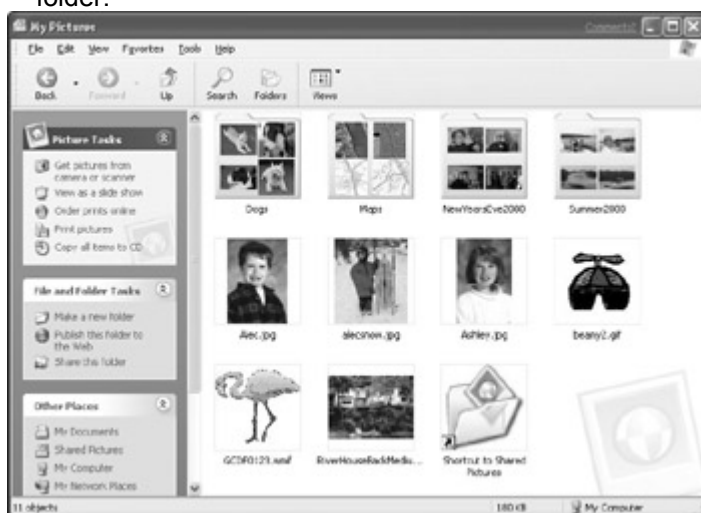 folder.
My Pictures
File Edit View Favorites Tools Help
Back Forward Up Search Folders Views
Picture Tasks
Get pictures from
camera or scanner
View as a slide show
Order prints online
Print pictures
Copy all items to CD
File and Folder Tasks
Make a new folder
Publish this folder to
the Web
Share this folder
Other Places
My Documents
Shared Pictures
My Computer
My Network Places
Dogs Maps NewYearsEve2000 Summer2000
Alec.jpg alecsnow.jpg Ashley.jpg beany2.gif
RiverHouseBackMediu... Shortcut to Shared
Pictures
11 objects 180 KB My Computer